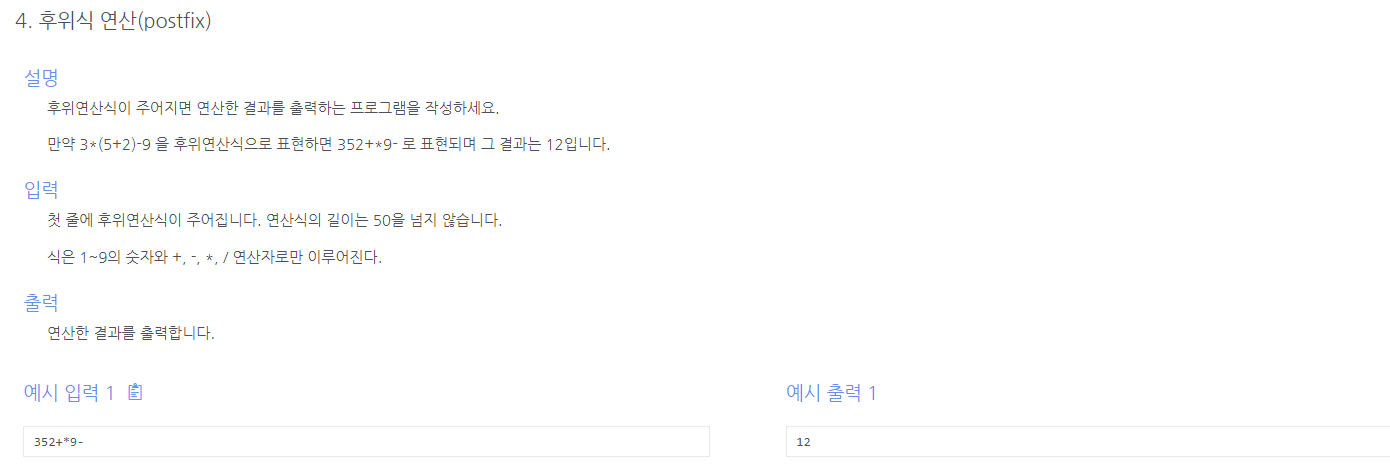 4. 후위식 연산(postfix)
설명
후위연산식이 주어지면 연산한 결과를 출력하는 프로그램을 작성하세요.
만약 3*(5+2)-9 을 후위연산식으로 표현하면 352+*9- 로 표현되며 그 결과는 12입니다.
입력
첫 줄에 후위연산식이 주어집니다. 연산식의 길이는 50을 넘지 않습니다.
식은 1~9의 숫자와 +, -, *, / 연산자로만 이루어진다.
출력
연산한 결과를 출력합니다.
예시 입력 1
예시 출력 1
352+*9-
12